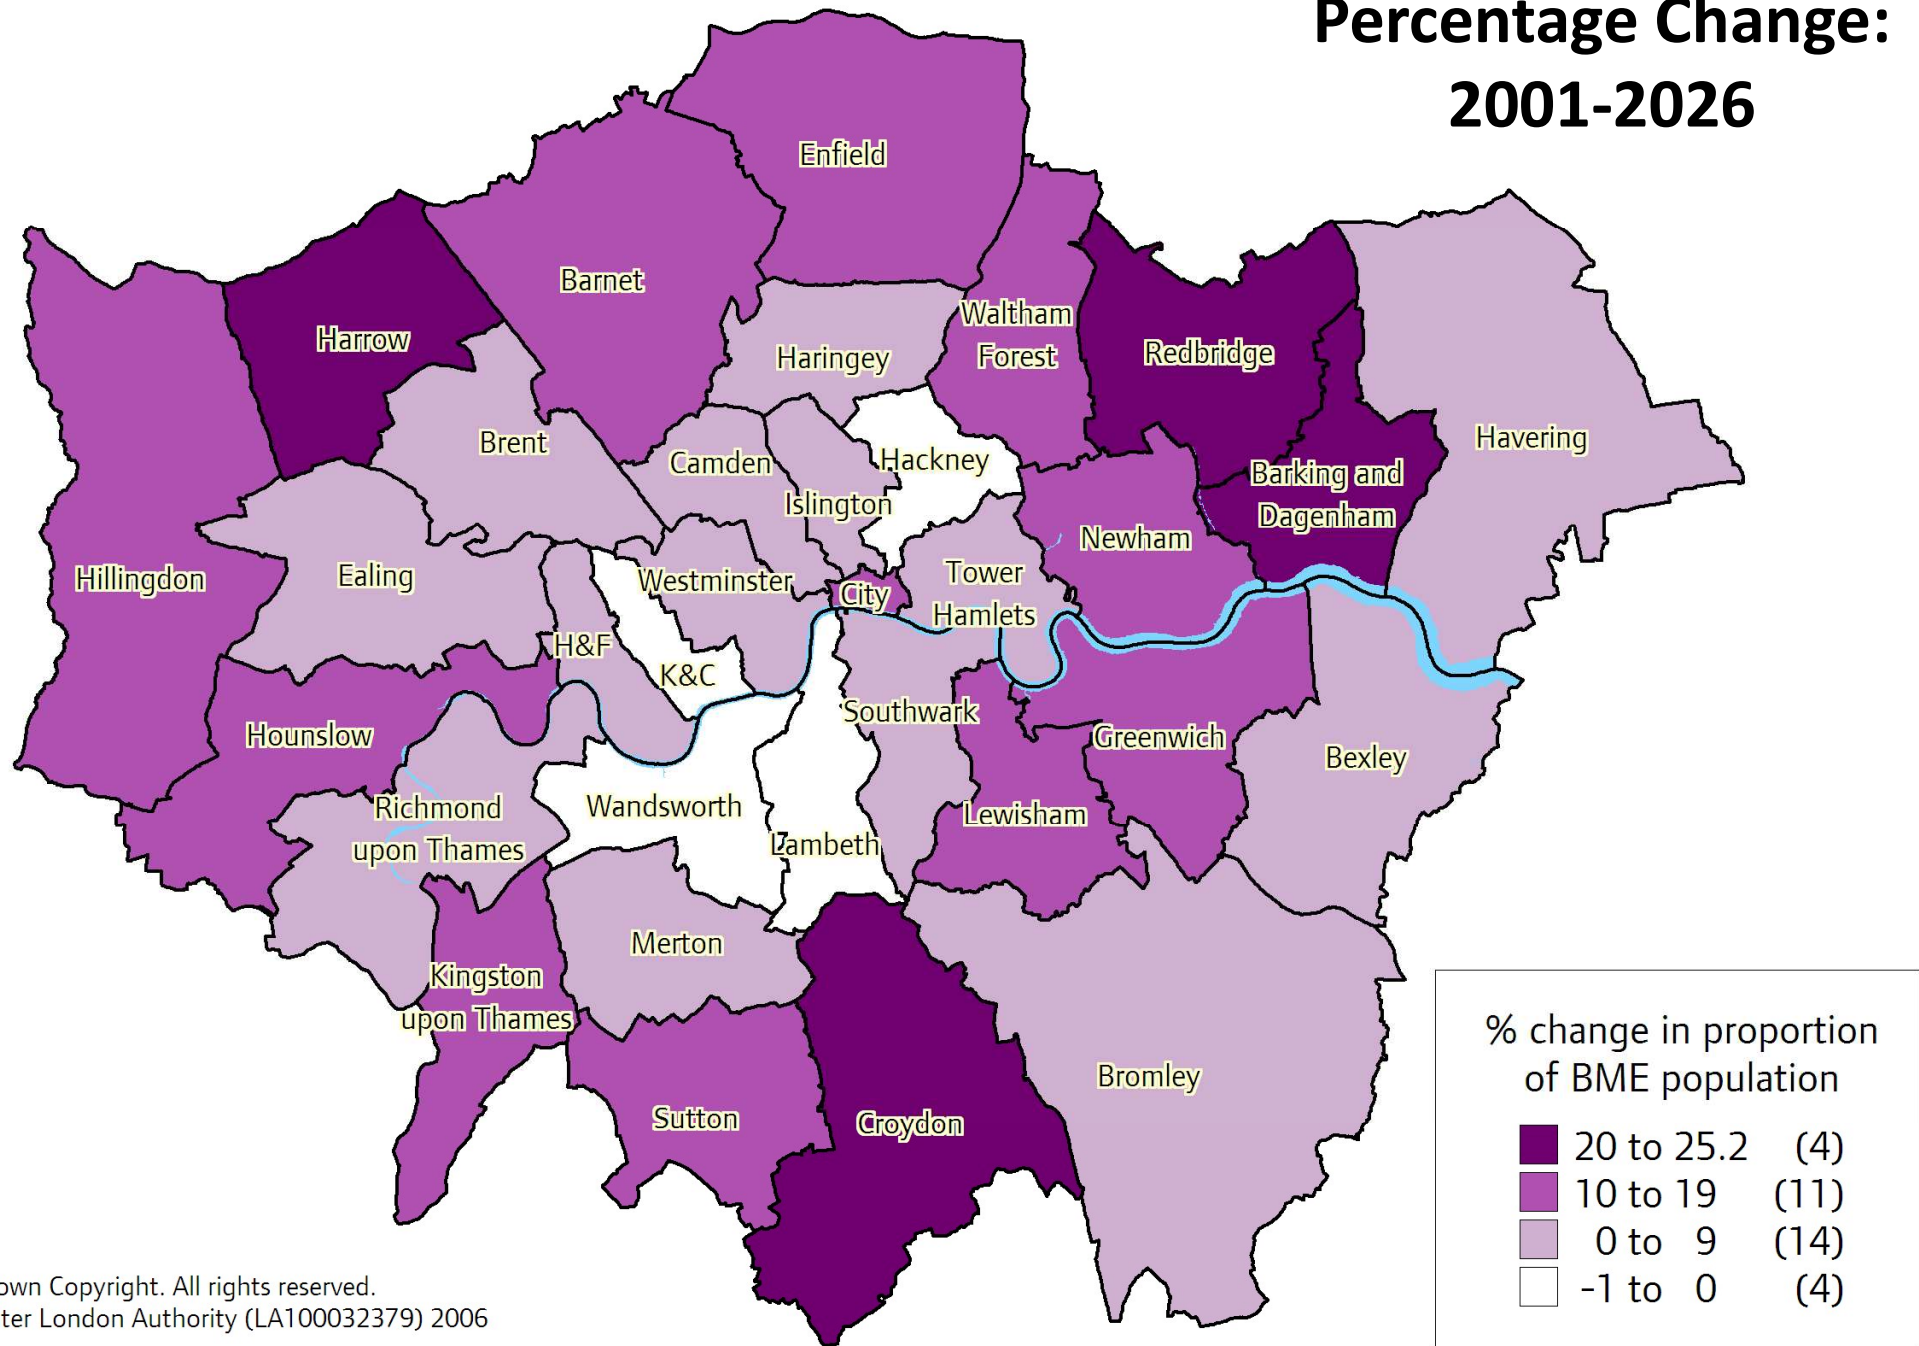 Percentage Change:
2001-2026
Enfield
Barnet
Harrow
Waltham
Forest
Redbridge
Haringey
Havering
Brent
Camden
Hackney
Barking and
Dagenham
Islington
Newham
Hillingdon
Ealing
Westminster
City
Tower
Hamlets
H&F
K&C
Southwark
Hounslow
Greenwich
Bexley
Richmond
upon Thames
Wandsworth
Lambeth
Lewisham
Merton
Kingston
upon Thames
Bromley
Sutton
Croydon
% change in proportion
of BME population
20 to 25.2 (4)
10 to 19 (11)
0 to 9 (14)
-1 to 0 (4)
own Copyright. All rights reserved.
ter London Authority (LA100032379) 2006